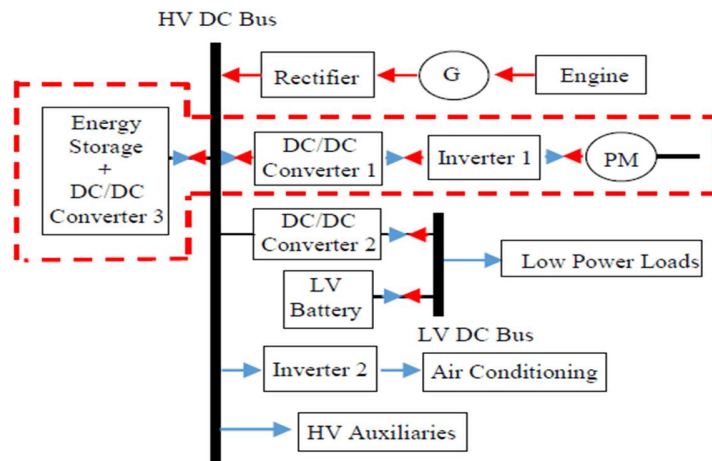 HV DC Bus
Rectifier
G
Engine
Energy
Storage
+
DC/DC
Converter 3
DC/DC
Converter 1
Inverter 1
PM
DC/DC
Converter 2
Low Power Loads
LV
Battery
LV DC Bus
Inverter 2
Air Conditioning
HV Auxiliaries